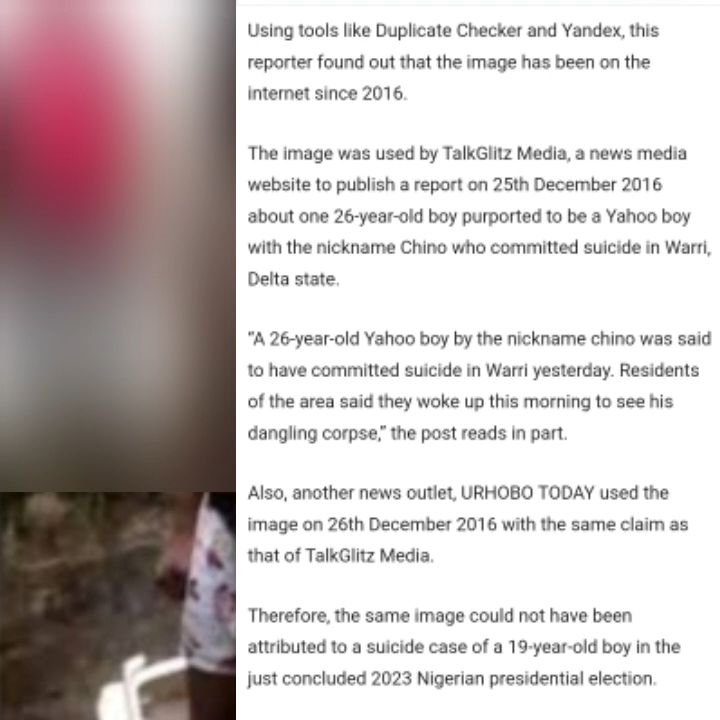 Using tools like Duplicate Checker and Yandex, this
reporter found out that the image has been on the
internet since 2016.
The image was used by TalkGlitz Media, a news media
website to publish a report on 25th December 2016
about one 26-year-old boy purported to be a Yahoo boy
with the nickname Chino who committed suicide in Warri,
Delta state.
“A 26-year-old Yahoo boy by the nickname chino was said
to have committed suicide in Warri yesterday. Residents
of the area said they woke up this morning to see his
dangling corpse,” the post reads in part.
Also, another news outlet, URHOBO TODAY used the
image on 26th December 2016 with the same claim as
that of TalkGlitz Media.
Therefore, the same image could not have been
attributed to a suicide case of a 19-year-old boy in the
just concluded 2023 Nigerian presidential election.